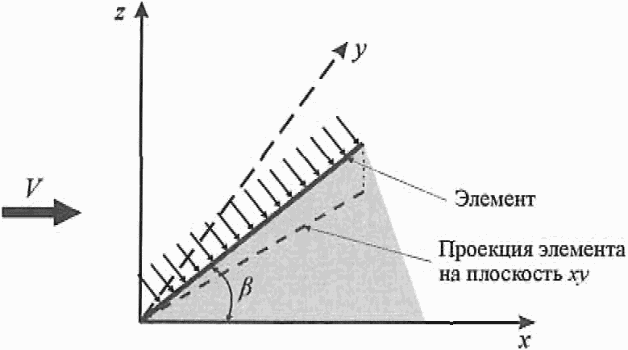 z
y
V
Элемент
Проекция элемента
на плоскость xy
β
x